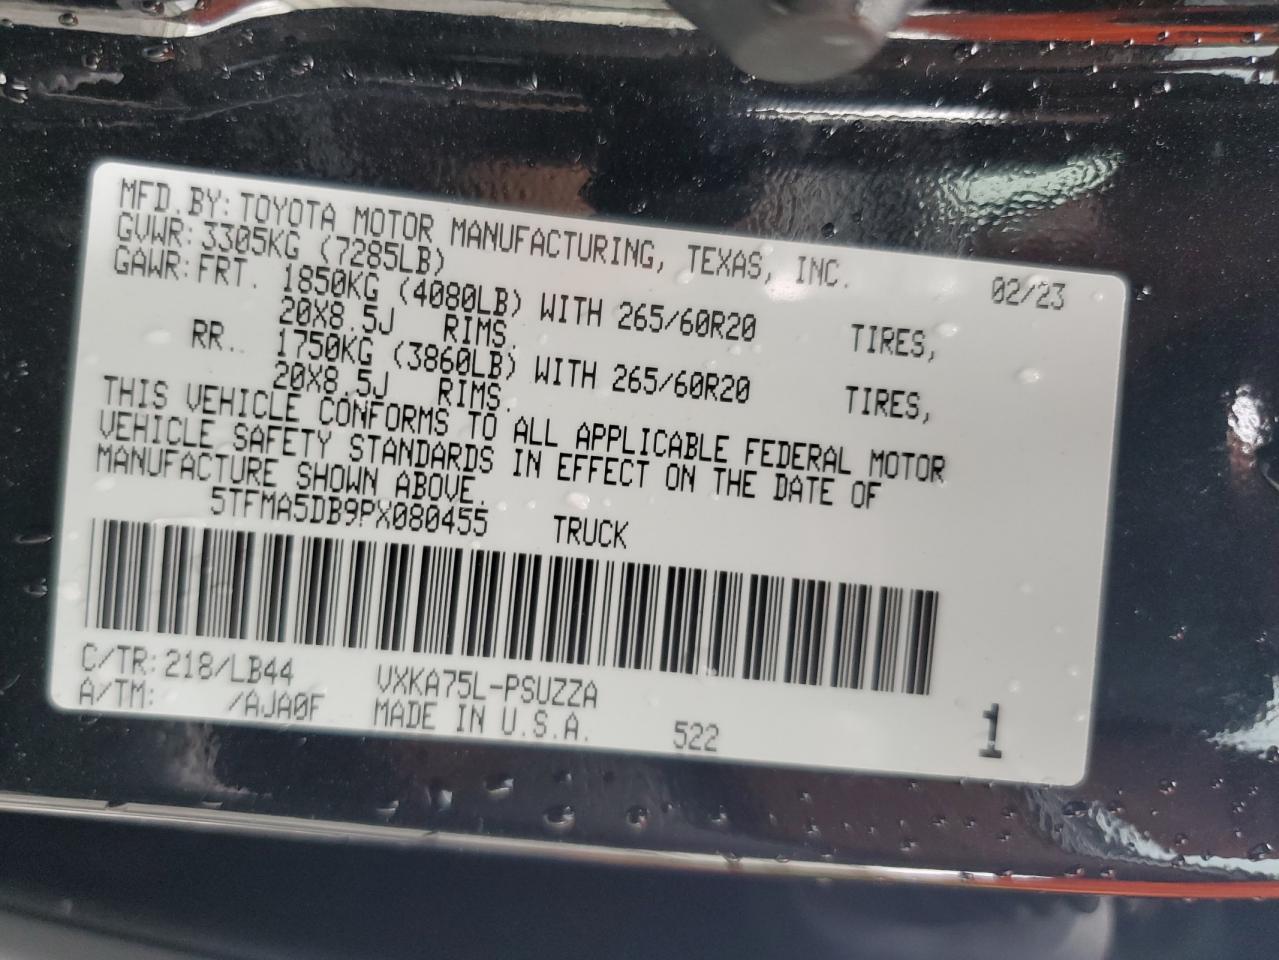 MFD. BY: TOYOTA MOTOR MANUFACTURING, TEXAS, INC. 02/23
GVWR: 3305KG (7285LB)
GAWR: FRT. 1850KG (4080LB) WITH 265/60R20 TIRES,
20X8.5J RIMS.
RR. 1750KG (3860LB) WITH 265/60R20 TIRES,
20X8.5J RIMS.
THIS VEHICLE CONFORMS TO ALL APPLICABLE FEDERAL MOTOR
VEHICLE SAFETY STANDARDS IN EFFECT ON THE DATE OF
MANUFACTURE SHOWN ABOVE.
5TFMA5DB9PX080455 TRUCK
C/TR: 218/LB44 VXKA75L-PSUZZA
A/TM: /AJA0F MADE IN U.S.A. 522 1